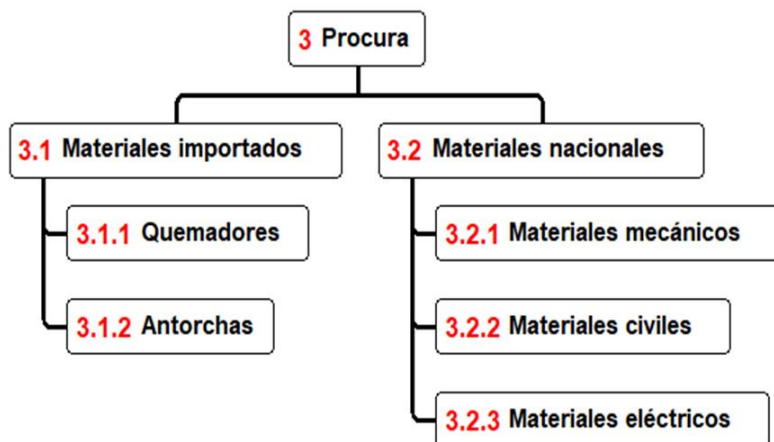 3 Procura
3.1 Materiales importados
3.1.1 Quemadores
3.1.2 Antorchas
3.2 Materiales nacionales
3.2.1 Materiales mecánicos
3.2.2 Materiales civiles
3.2.3 Materiales eléctricos